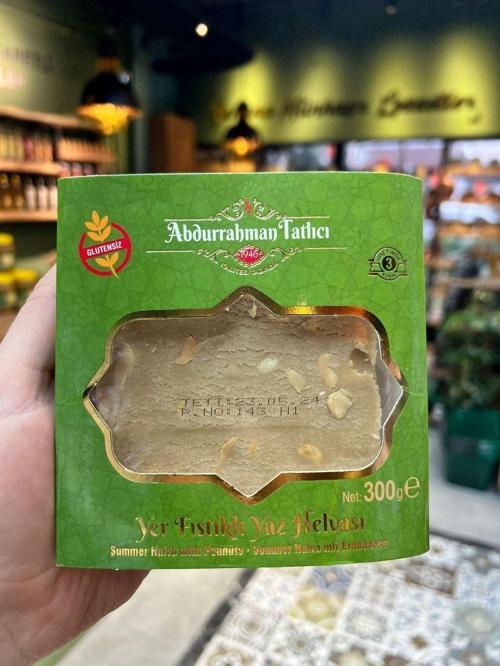 GLUTENSİZ
Abdurrahman Tatlıcı
1946
3
TETT:23.05.24
P.NO:143 H1
Net: 300g℮
Yer Fıstıklı Yaz Helvası
Summer Halva with Peanuts · Sommer Halva mit Erdnüssen